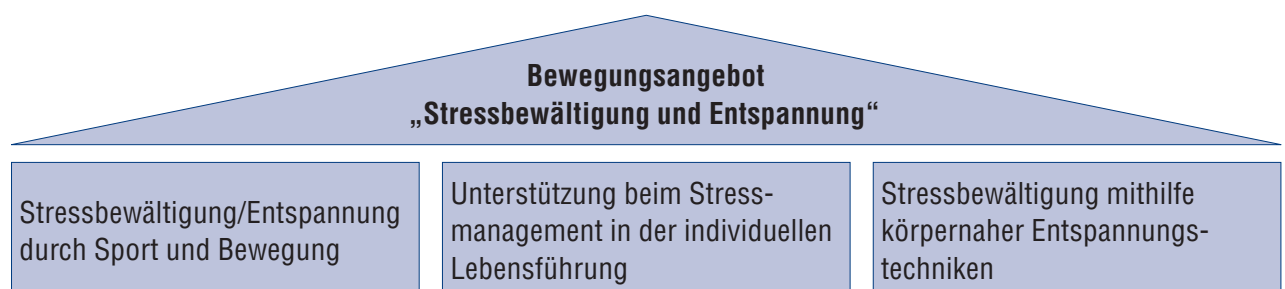 Bewegungsangebot
„Stressbewältigung und Entspannung“
Stressbewältigung/Entspannung
durch Sport und Bewegung
Unterstützung beim Stress-
management in der individuellen
Lebensführung
Stressbewältigung mithilfe
körpernaher Entspannungs-
techniken